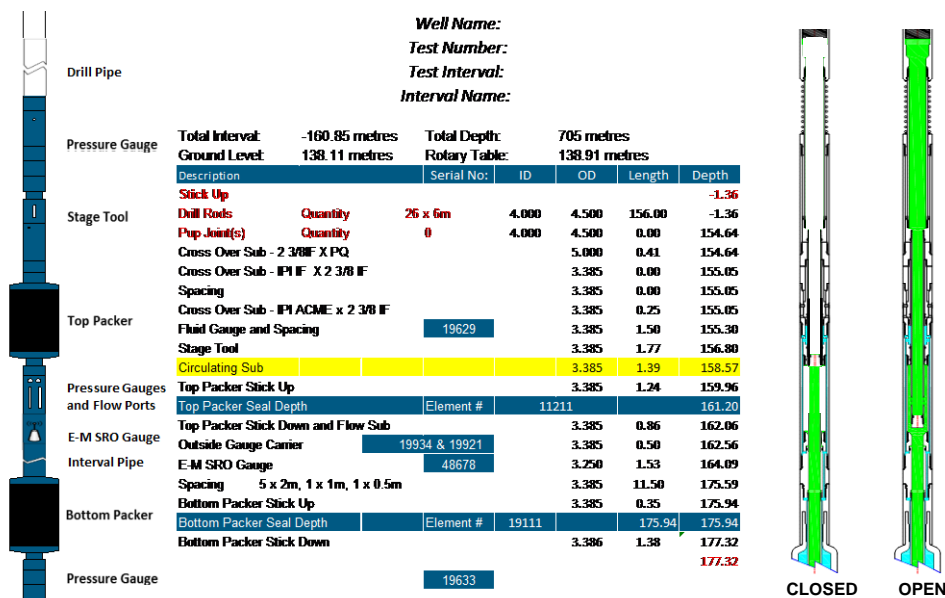 Well Name:
Test Number:
Test Interval:
Interval Name:
Drill Pipe
Pressure Gauge
Stage Tool
Top Packer
Pressure Gauges
and Flow Ports
E-M SRO Gauge
Interval Pipe
Bottom Packer
Pressure Gauge
Total Interval: -160.85 metres Total Depth: 705 metres
Ground Level: 138.11 metres Rotary Table: 138.91 metres
Description Serial No: ID OD Length Depth
Stick Up -1.36
Drill Rods Quantity 26 x 6m 4.000 4.500 156.00 -1.36
Pup Joint(s) Quantity 0 4.000 4.500 0.00 154.64
Cross Over Sub - 2 3/8IF X PQ 5.000 0.41 154.64
Cross Over Sub - IPI IF X 2 3/8 IF 3.385 0.00 155.05
Spacing 3.385 0.00 155.05
Cross Over Sub - IPI ACME x 2 3/8 IF 3.385 0.25 155.05
Fluid Gauge and Spacing 19629 3.385 1.50 155.30
Stage Tool 3.385 1.77 156.80
Circulating Sub 3.385 1.39 158.57
Top Packer Stick Up 3.385 1.24 159.96
Top Packer Seal Depth Element # 11211 161.20
Top Packer Stick Down and Flow Sub 3.385 0.86 162.06
Outside Gauge Carrier 19934 & 19921 3.385 0.50 162.56
E-M SRO Gauge 48678 3.250 1.53 164.09
Spacing 5 x 2m, 1 x 1m, 1 x 0.5m 3.385 11.50 175.59
Bottom Packer Stick Up 3.385 0.35 175.94
Bottom Packer Seal Depth Element # 19111 175.94 175.94
Bottom Packer Stick Down 3.386 1.38 177.32
177.32
19633
CLOSED OPEN